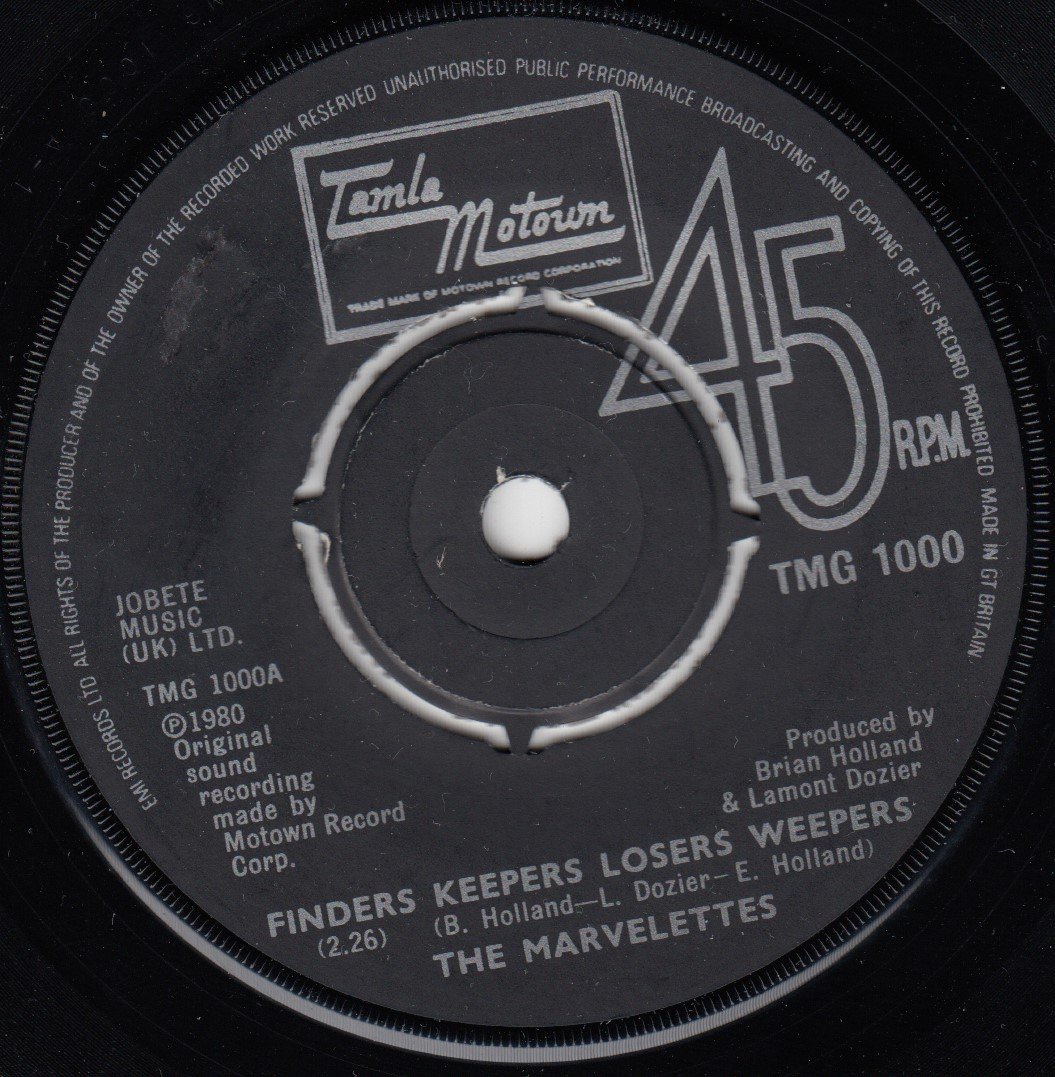 EMI RECORDS LTD ALL RIGHTS OF THE PRODUCER AND OF THE OWNER OF THE RECORDED WORK RESERVED UNAUTHORISED PUBLIC PERFORMANCE BROADCASTING AND COPYING OF THIS RECORD PROHIBITED MADE IN GT BRITAIN
Tamla
Motown
TRADE MARK OF MOTOWN RECORD CORPORATION
45
R.P.M.
TMG 1000
JOBETE
MUSIC
(UK) LTD.
TMG 1000A
Ⓟ1980
Original
sound
recording
made by
Motown Record
Corp.
Produced by
Brian Holland
& Lamont Dozier
FINDERS KEEPERS LOSERS WEEPERS
(2.26) (B. Holland—L. Dozier—E. Holland)
THE MARVELETTES